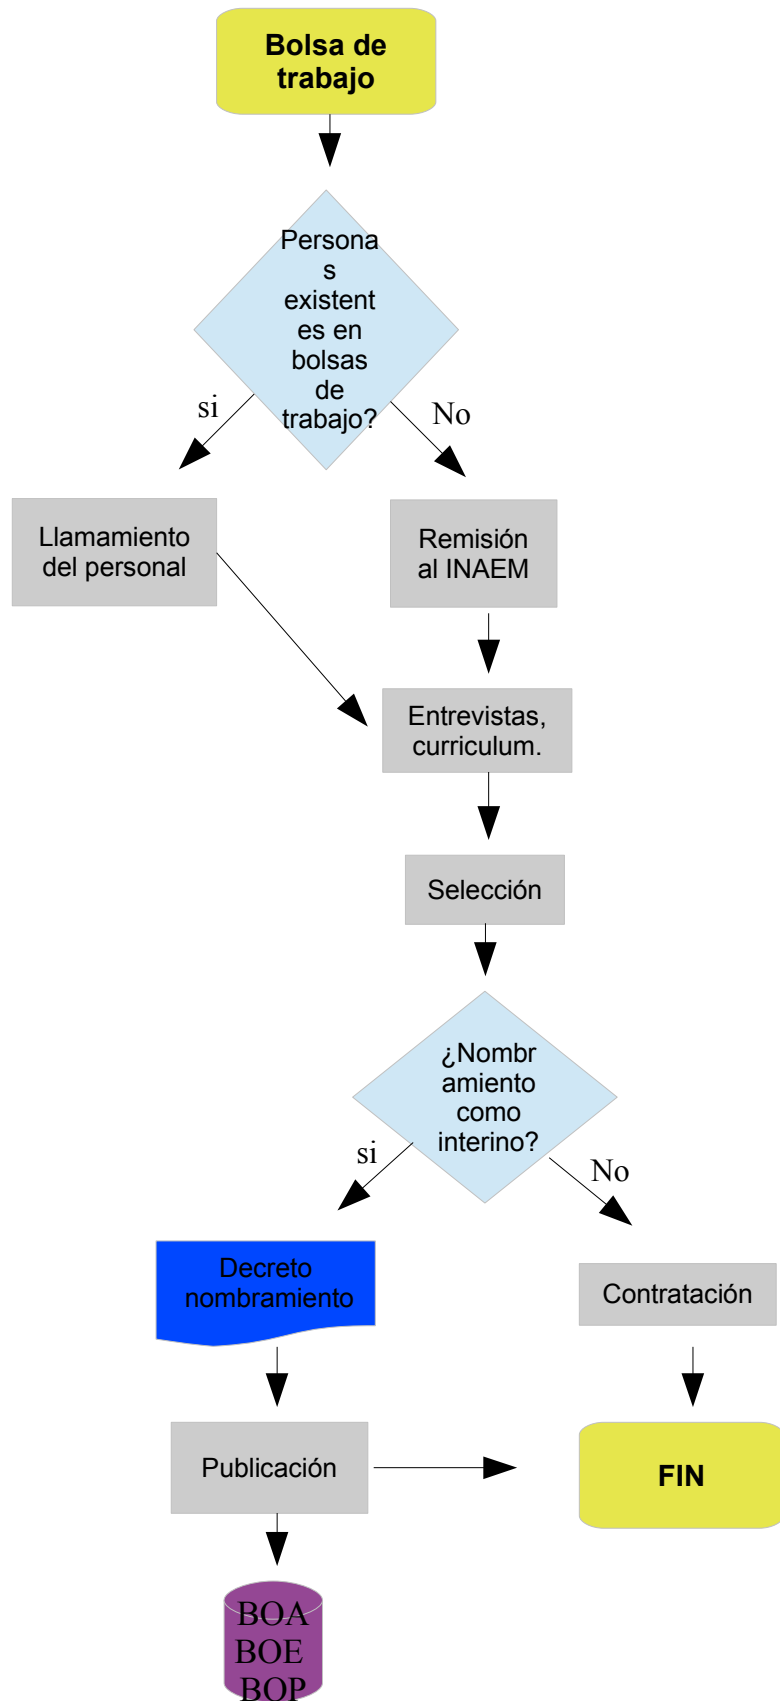 Bolsa de
trabajo
Persona
s
existent
es en
bolsas
de
trabajo?
si
No
Llamamiento
del personal
Remisión
al INAEM
Entrevistas,
curriculum.
Selección
¿Nombr
amiento
como
interino?
si
No
Decreto
nombramiento
Contratación
Publicación
FIN
BOA
BOE
BOP